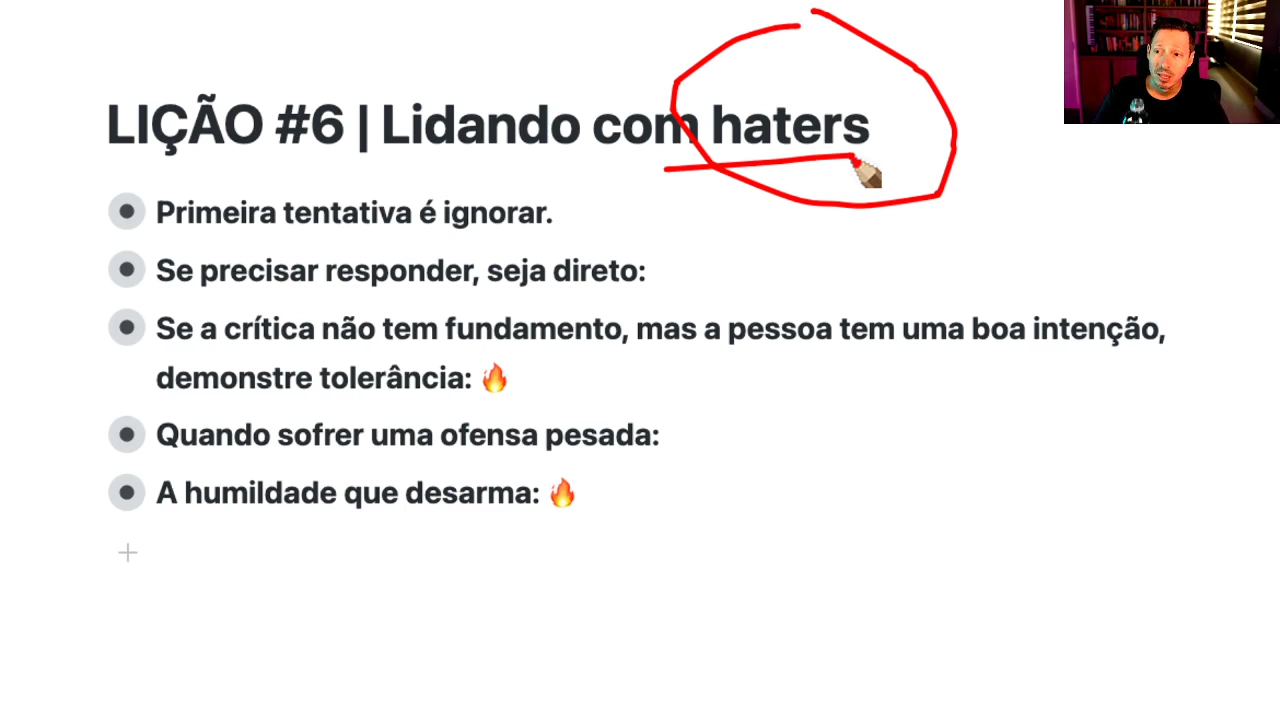 LIÇÃO #6 | Lidando com haters
Primeira tentativa é ignorar.
Se precisar responder, seja direto:
Se a crítica não tem fundamento, mas a pessoa tem uma boa intenção,
demonstre tolerância: 🔥
Quando sofrer uma ofensa pesada:
A humildade que desarma: 🔥